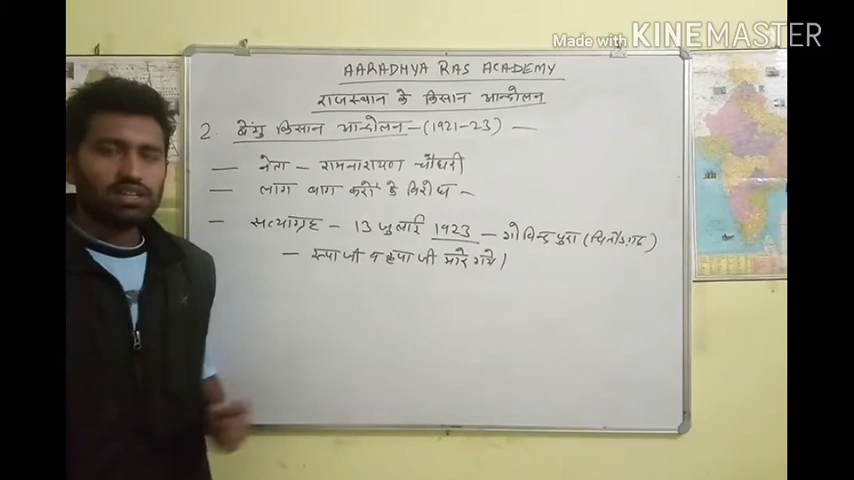 Made with KINEMASTER
AARADHYA RAS ACADEMY
राजस्थान के किसान आन्दोलन
2. बेंगु किसान आन्दोलन - (1921-23) -
- नेता - रामनारायण चौधरी
- लाग बाग करों के विरोध -
- सत्याग्रह - 13 जुलाई 1923 - गोविन्दपुरा (चित्तौड़गढ़)
- रूपा जी व कृपा जी मारे गये।